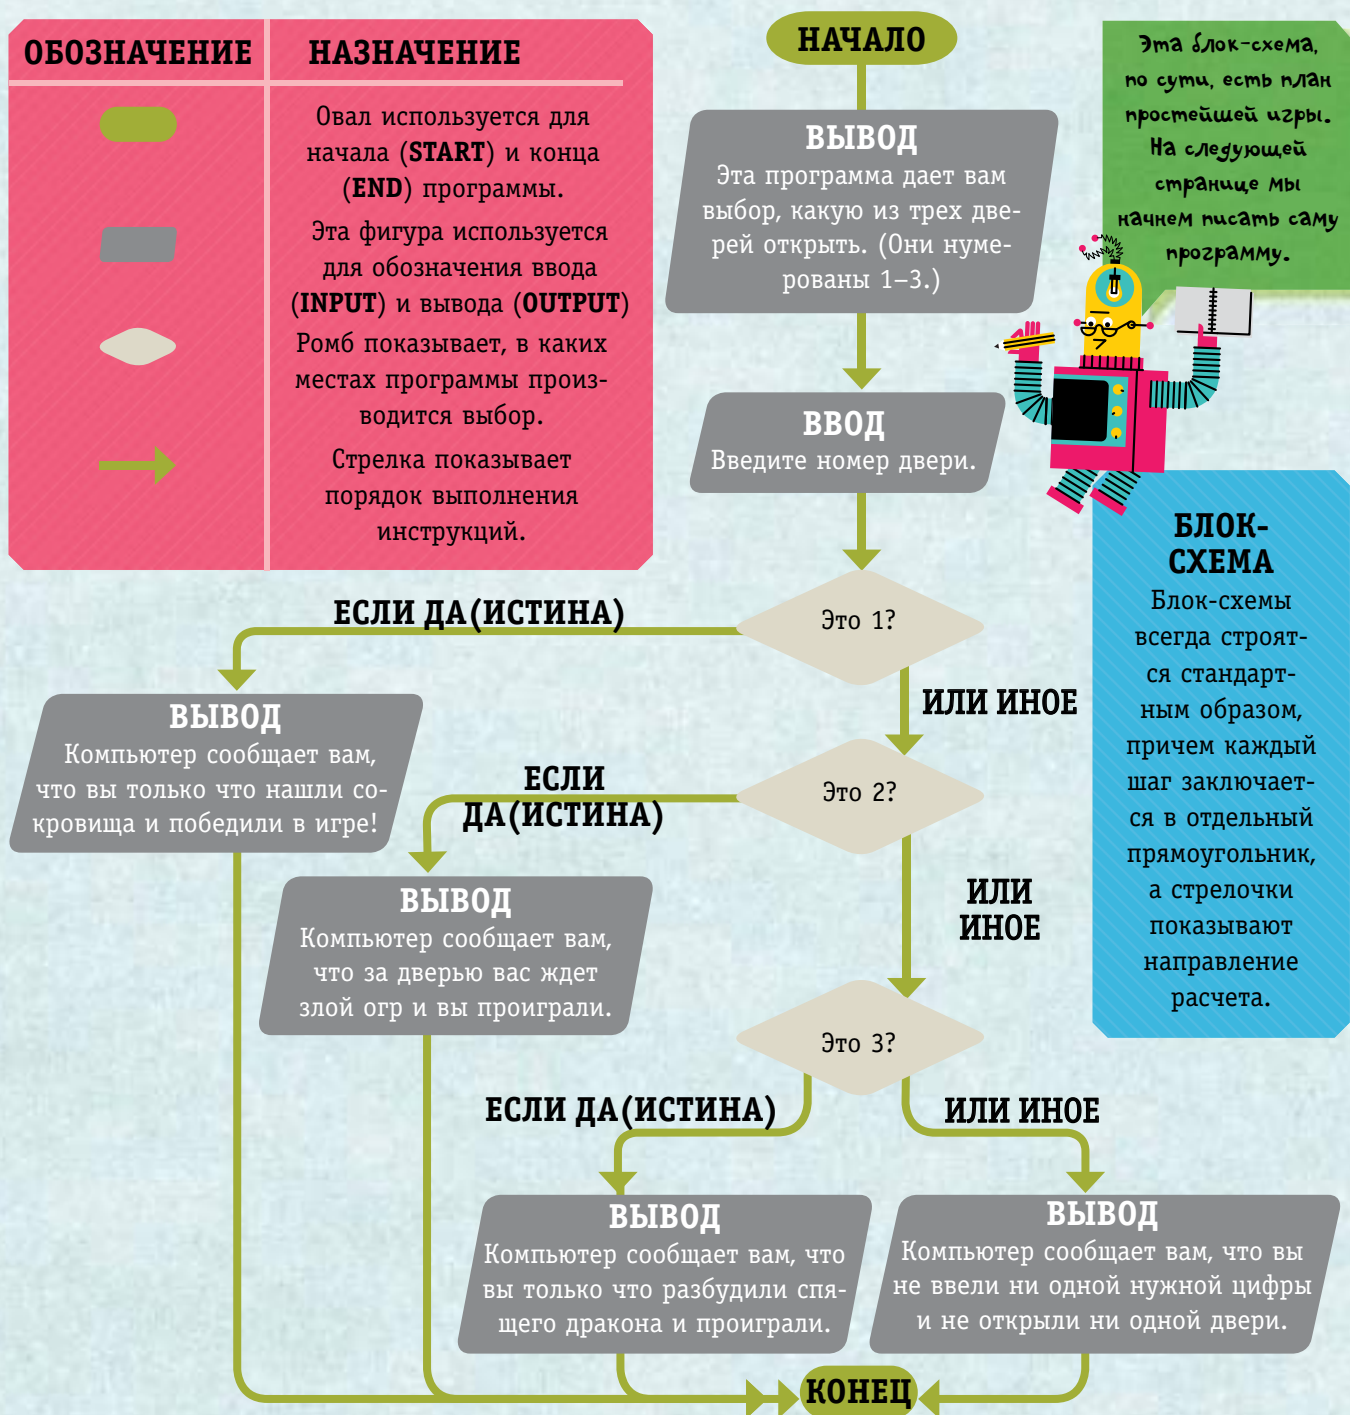 ОБОЗНАЧЕНИЕ
НАЗНАЧЕНИЕ
Овал используется для
начала (START) и конца
(END) программы.
Эта фигура используется
для обозначения ввода
(INPUT) и вывода (OUTPUT)
Ромб показывает, в каких
местах программы произ-
водится выбор.
Стрелка показывает
порядок выполнения
инструкций.
НАЧАЛО
ВЫВОД
Эта программа дает вам
выбор, какую из трех две-
рей открыть. (Они нуме-
рованы 1–3.)
Эта блок-схема,
по сути, есть план
простейшей игры.
На следующей
странице мы
начнем писать саму
программу.
ВВОД
Введите номер двери.
БЛОК-
СХЕМА
Блок-схемы
всегда строят-
ся стандарт-
ным образом,
причем каждый
шаг заключает-
ся в отдельный
прямоугольник,
а стрелочки
показывают
направление
расчета.
Это 1?
ЕСЛИ ДА(ИСТИНА)
ИЛИ ИНОЕ
ВЫВОД
Компьютер сообщает вам,
что вы только что нашли со-
кровища и победили в игре!
Это 2?
ЕСЛИ
ДА(ИСТИНА)
ИЛИ
ИНОЕ
ВЫВОД
Компьютер сообщает вам,
что за дверью вас ждет
злой огр и вы проиграли.
Это 3?
ЕСЛИ ДА(ИСТИНА)
ИЛИ ИНОЕ
ВЫВОД
Компьютер сообщает вам, что
вы только что разбудили спя-
щего дракона и проиграли.
ВЫВОД
Компьютер сообщает вам, что вы
не ввели ни одной нужной цифры
и не открыли ни одной двери.
КОНЕЦ